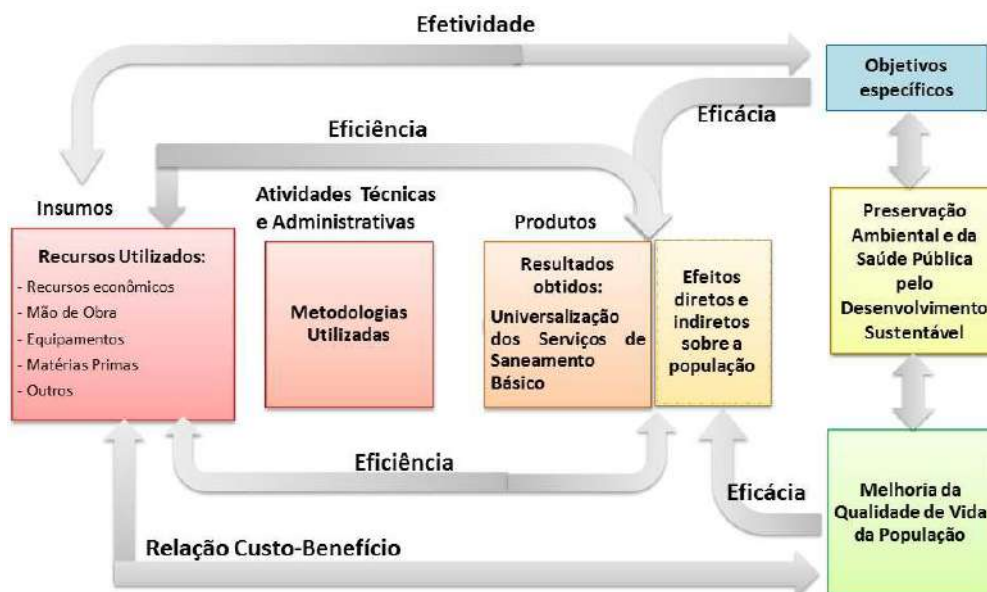 Efetividade
Objetivos
específicos
Eficácia
Eficiência
Insumos
Atividades Técnicas
e Administrativas
Produtos
Recursos Utilizados:
- Recursos econômicos
- Mão de Obra
- Equipamentos
- Matérias Primas
- Outros
Metodologias
Utilizadas
Resultados
obtidos:
Universalização
dos Serviços de
Saneamento
Básico
Efeitos
diretos e
indiretos
sobre a
população
Preservação
Ambiental e da
Saúde Pública
pelo
Desenvolvimento
Sustentável
Eficiência
Eficácia
Melhoria da
Qualidade de Vida
da População
Relação Custo-Benefício